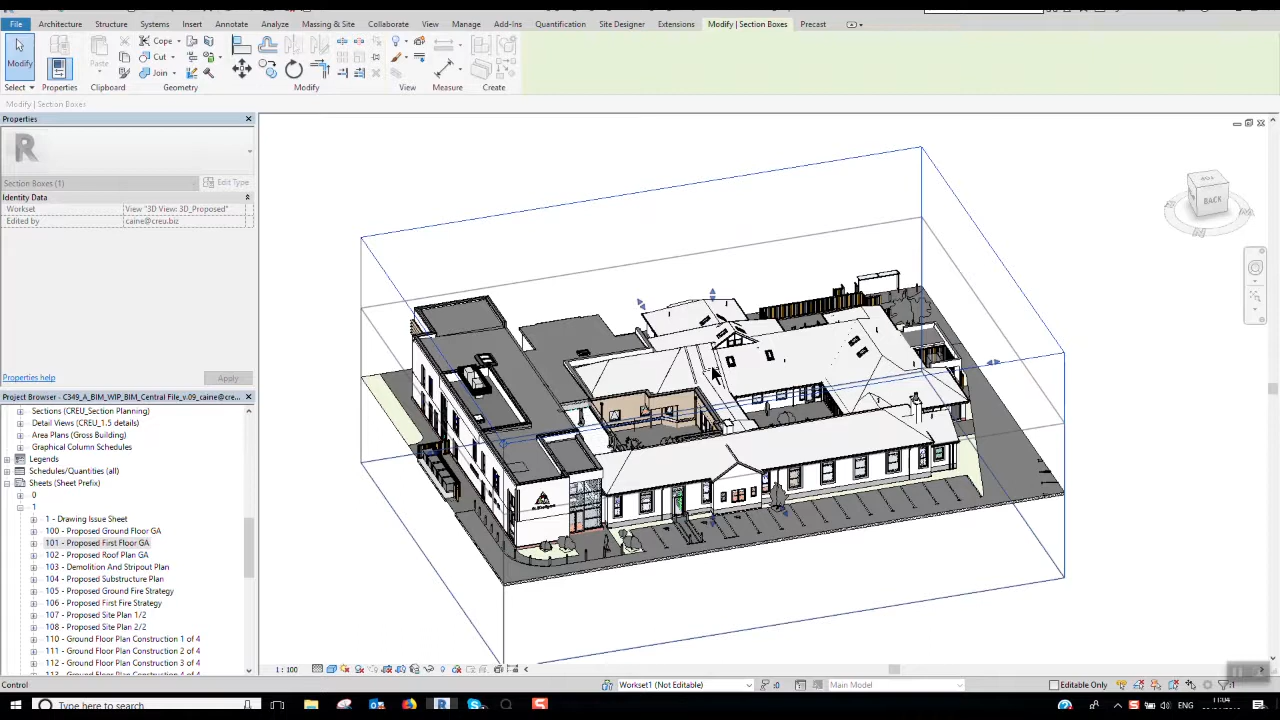 File Architecture Structure Systems Insert Annotate Analyze Massing & Site Collaborate View Manage Add-Ins Quantification Site Designer Extensions Modify | Section Boxes Precast
Cope
Cut
Join
Modify
Paste
Select Properties Clipboard Geometry Modify View Measure Create
Modify | Section Boxes
Properties
R
Section Boxes (1) Edit Type
Identity Data
Workset View "3D View: 3D_Proposed"
Edited by caine@creu.biz
Properties help Apply
Project Browser - C349_A_BIM_WIP_BIM_Central File_v.09_caine@cre...
Sections (CREU_Section Planning)
Detail Views (CREU_1.5 details)
Area Plans (Gross Building)
Graphical Column Schedules
Legends
Schedules/Quantities (all)
Sheets (Sheet Prefix)
0
1
1 - Drawing Issue Sheet
100 - Proposed Ground Floor GA
101 - Proposed First Floor GA
102 - Proposed Roof Plan GA
103 - Demolition And Stripout Plan
104 - Proposed Substructure Plan
105 - Proposed Ground Fire Strategy
106 - Proposed First Fire Strategy
107 - Proposed Site Plan 1/2
108 - Proposed Site Plan 2/2
110 - Ground Floor Plan Construction 1 of 4
111 - Ground Floor Plan Construction 2 of 4
112 - Ground Floor Plan Construction 3 of 4
BACK
1 : 100
Control Workset1 (Not Editable) :0 Main Model Editable Only :1
Type here to search ENG 11:04